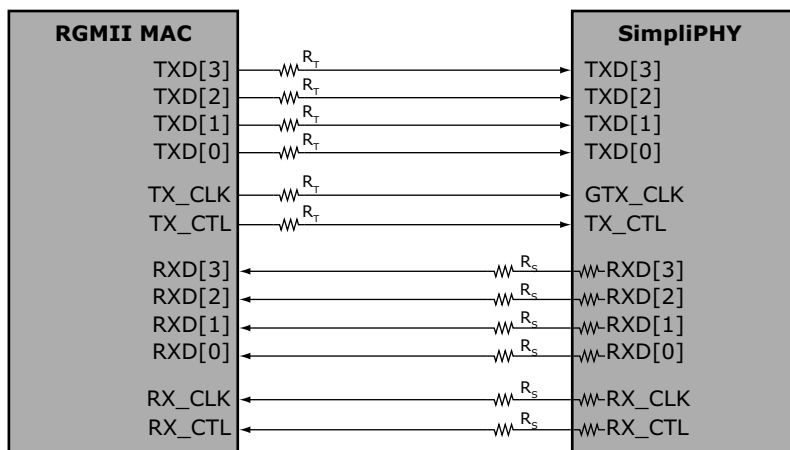 RGMII MAC SimpliPHY
TXD[3] R_T TXD[3]
TXD[2] R_T TXD[2]
TXD[1] R_T TXD[1]
TXD[0] R_T TXD[0]
TX_CLK R_T GTX_CLK
TX_CTL R_T TX_CTL
RXD[3] R_S RXD[3]
RXD[2] R_S RXD[2]
RXD[1] R_S RXD[1]
RXD[0] R_S RXD[0]
RX_CLK R_S RX_CLK
RX_CTL R_S RX_CTL